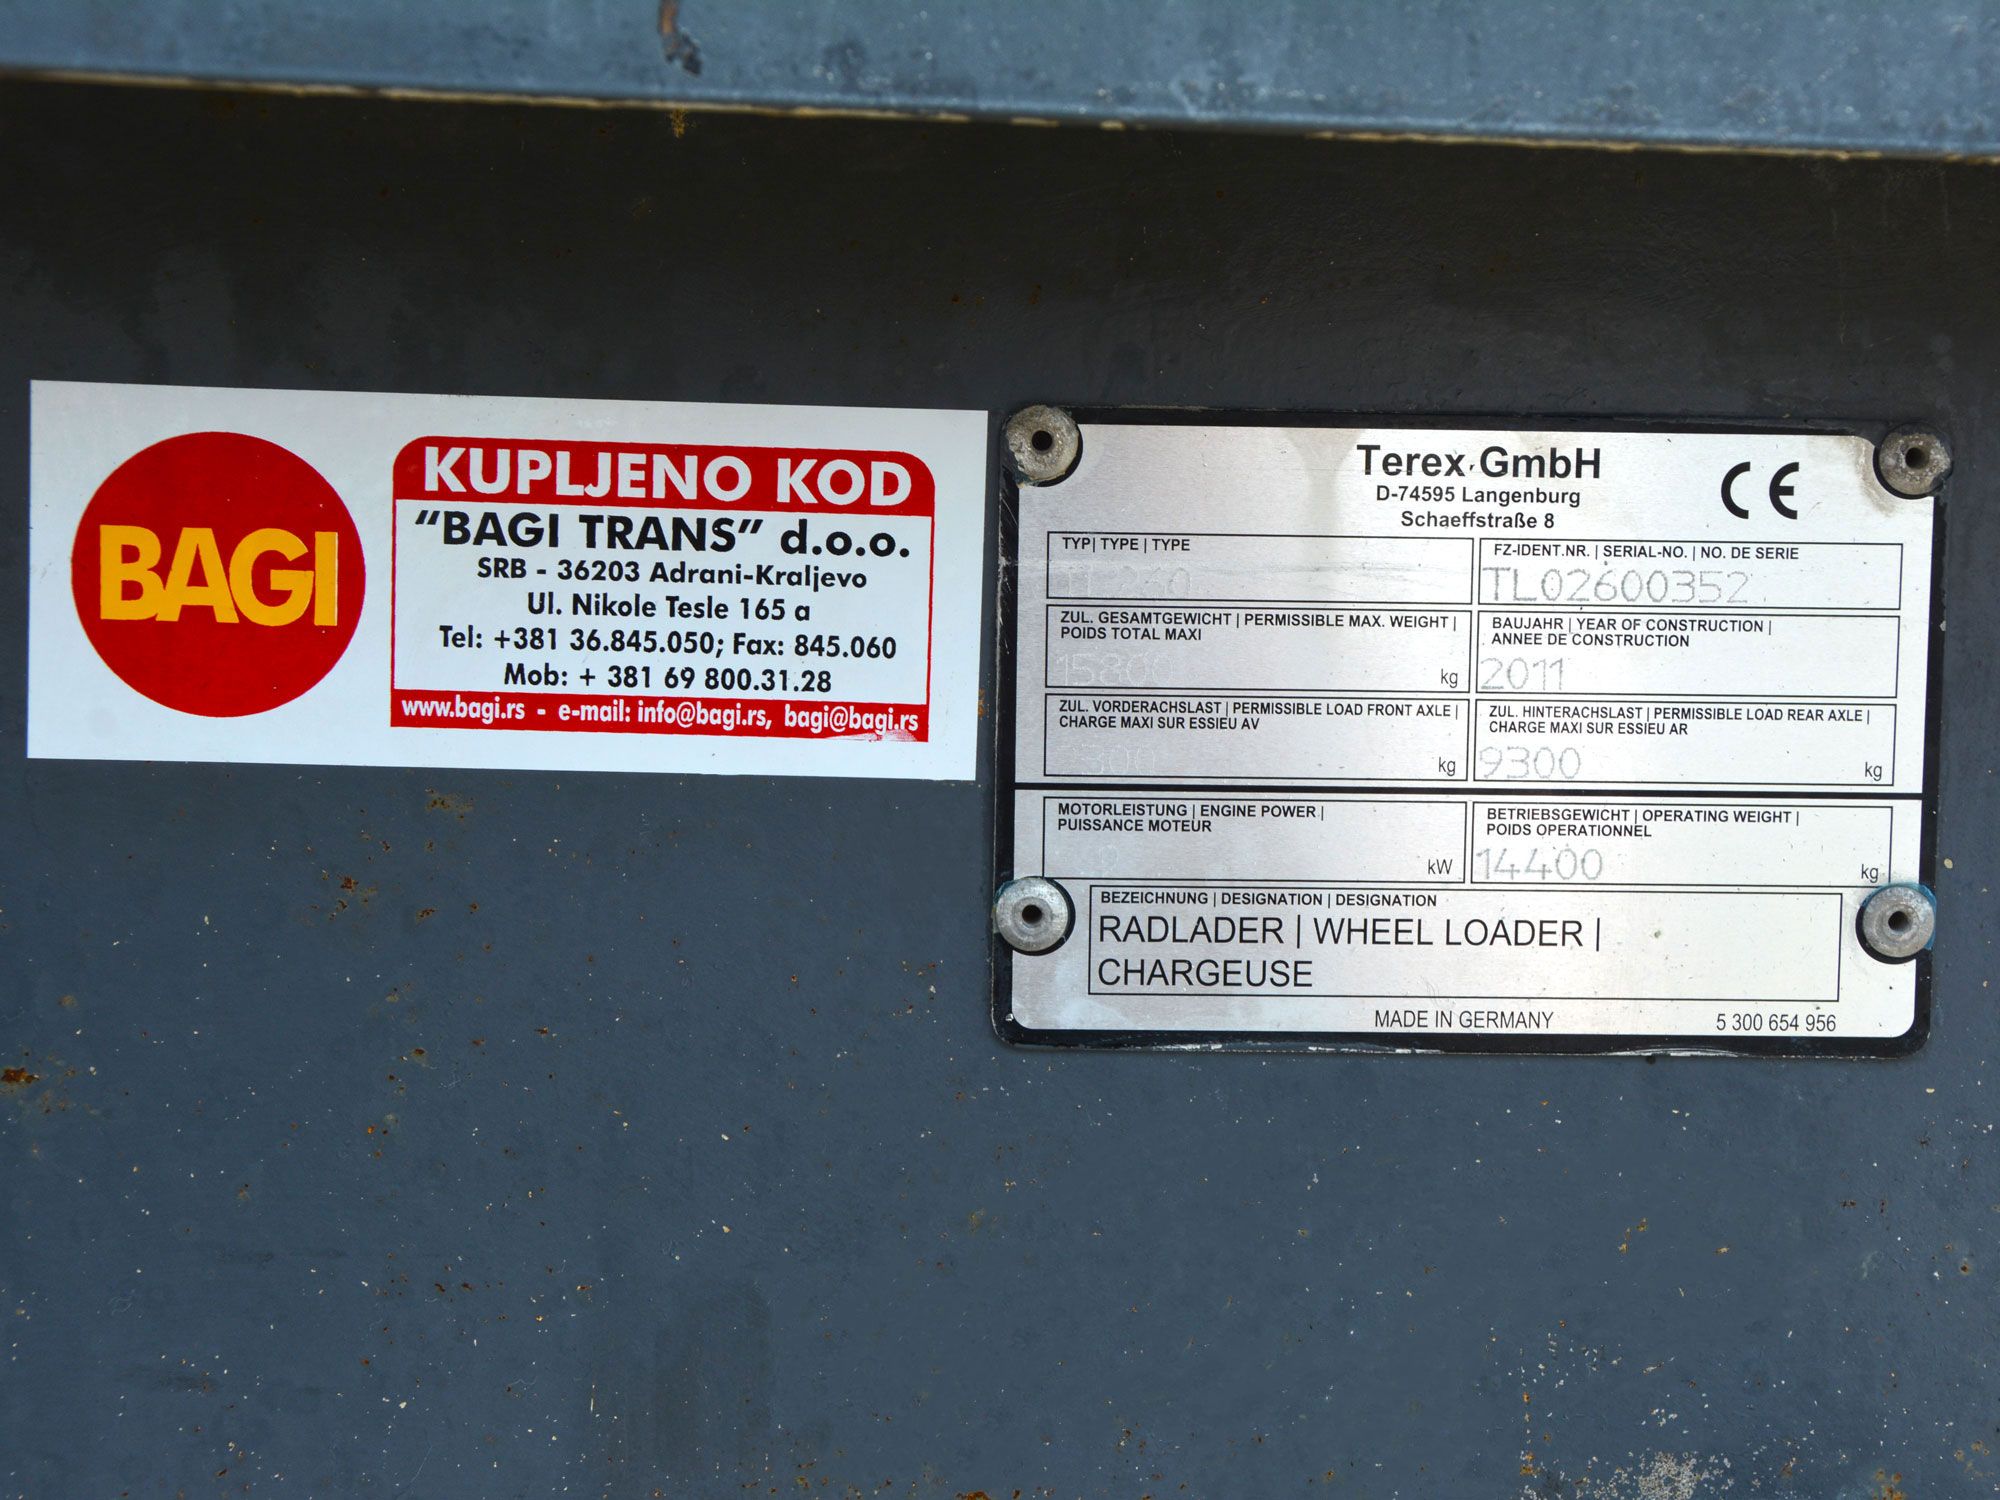 BAGI
KUPLJENO KOD
"BAGI TRANS" d.o.o.
SRB - 36203 Adrani-Kraljevo
Ul. Nikole Tesle 165 a
Tel: +381 36.845.050; Fax: 845.060
Mob: + 381 69 800.31.28
www.bagi.rs - e-mail: info@bagi.rs, bagi@bagi.rs
Terex GmbH
D-74595 Langenburg
Schaeffstraße 8
CE
TYP| TYPE | TYPE
TL 260
FZ-IDENT.NR. | SERIAL-NO. | NO. DE SERIE
TL02600352
ZUL. GESAMTGEWICHT | PERMISSIBLE MAX. WEIGHT |
POIDS TOTAL MAXI
15800 kg
BAUJAHR | YEAR OF CONSTRUCTION |
ANNEE DE CONSTRUCTION
2011
ZUL. VORDERACHSLAST | PERMISSIBLE LOAD FRONT AXLE |
CHARGE MAXI SUR ESSIEU AV
kg
ZUL. HINTERACHSLAST | PERMISSIBLE LOAD REAR AXLE |
CHARGE MAXI SUR ESSIEU AR
9300 kg
MOTORLEISTUNG | ENGINE POWER |
PUISSANCE MOTEUR
kW
BETRIEBSGEWICHT | OPERATING WEIGHT |
POIDS OPERATIONNEL
14400 kg
BEZEICHNUNG | DESIGNATION | DESIGNATION
RADLADER | WHEEL LOADER |
CHARGEUSE
MADE IN GERMANY 5 300 654 956